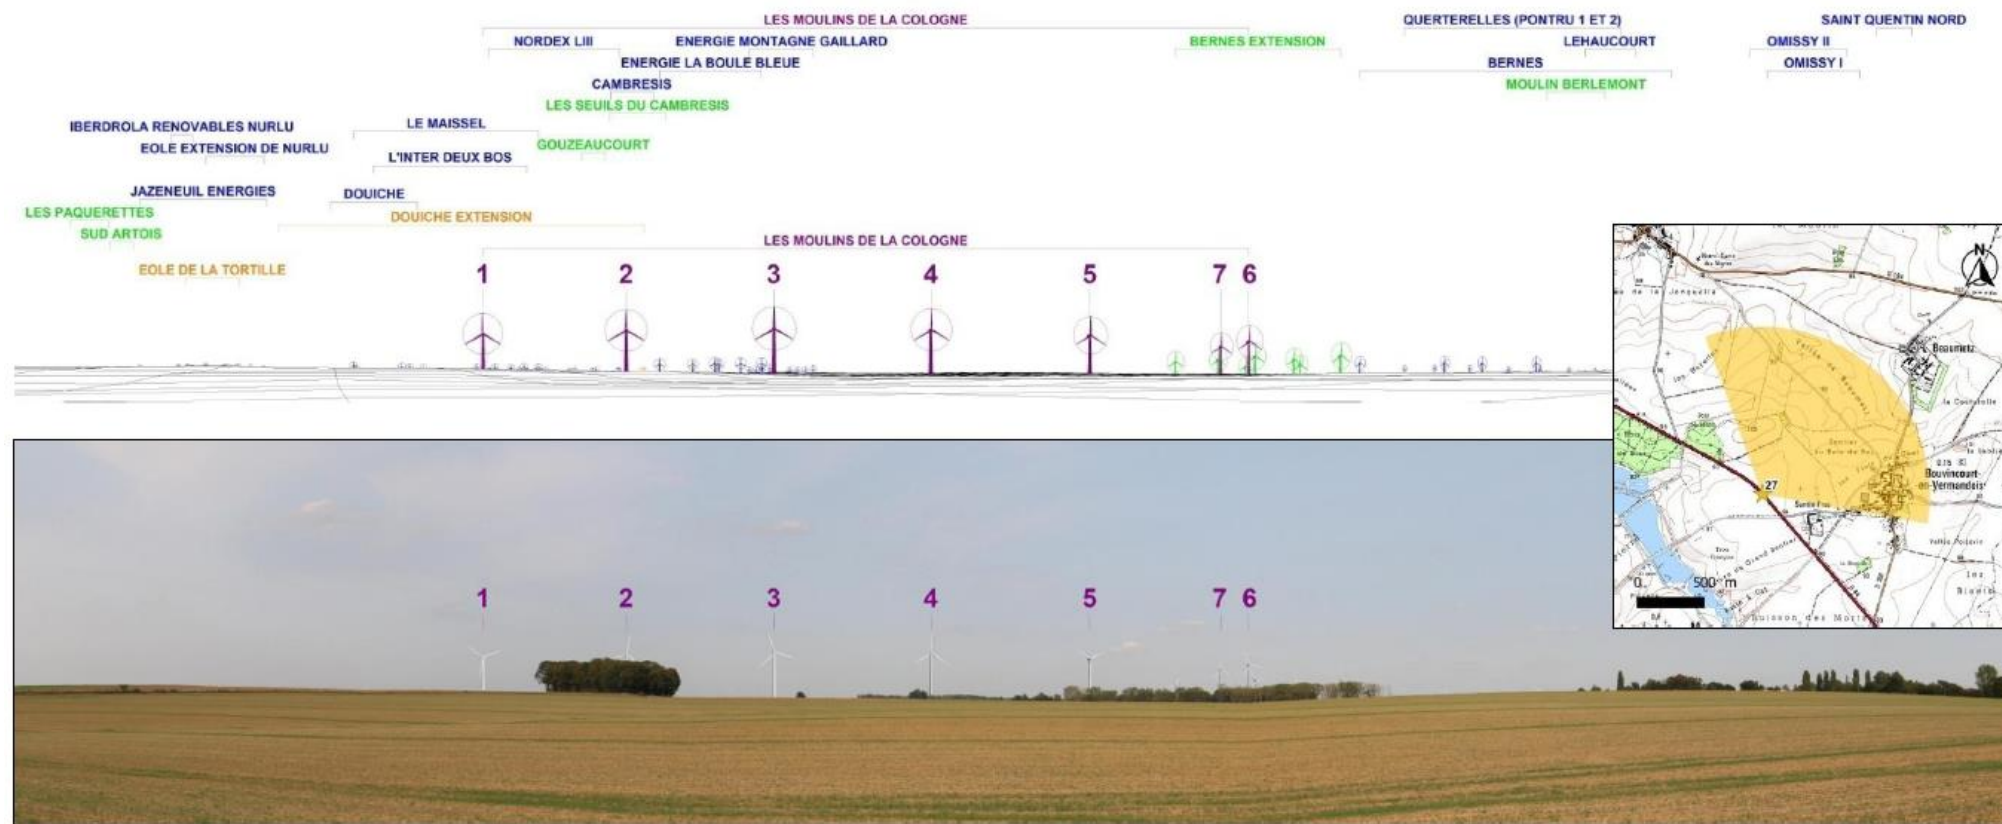 LES MOULINS DE LA COLOGNE
QUERTERELLES (PONTRU 1 ET 2)
SAINT QUENTIN NORD
NORDEX LIII
ENERGIE MONTAGNE GAILLARD
BERNES EXTENSION
LEHAUCOURT
OMISSY II
ENERGIE LA BOULE BLEUE
BERNES
OMISSY I
CAMBRESIS
MOULIN BERLEMONT
LES SEUILS DU CAMBRESIS
IBERDROLA RENOVABLES NURLU
LE MAISSEL
EOLE EXTENSION DE NURLU
GOUZEAUCOURT
L'INTER DEUX BOS
JAZENEUIL ENERGIES
DOUICHE
LES PAQUERETTES
DOUICHE EXTENSION
SUD ARTOIS
LES MOULINS DE LA COLOGNE
EOLE DE LA TORTILLE
1 2 3 4 5 7 6
N
Beaumetz
Bouvincourt-
en-Vermandois
27
0 500 m
1 2 3 4 5 7 6